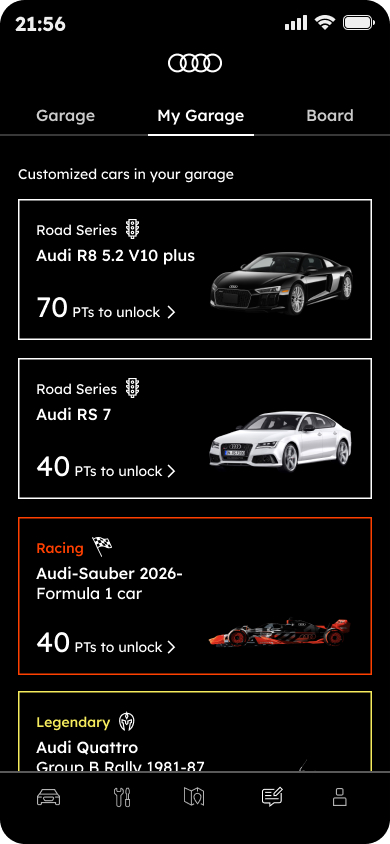 21:56
Garage
My Garage
Board
Customized cars in your garage
Road Series
Audi R8 5.2 V10 plus
70 PTs to unlock
Road Series
Audi RS 7
40 PTs to unlock
Racing
Audi-Sauber 2026-
Formula 1 car
40 PTs to unlock
Legendary
Audi Quattro
Group B Rally 1981-87